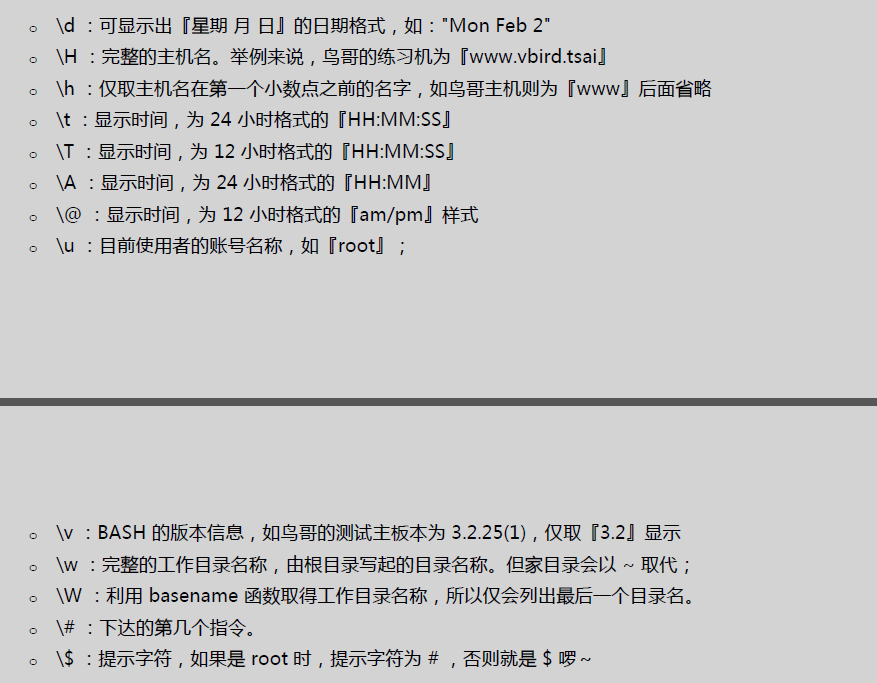 ○ \d ：可显示出『星期 月 日』的日期格式，如："Mon Feb 2"
○ \H ：完整的主机名。举例来说，鸟哥的练习机为『www.vbird.tsai』
○ \h ：仅取主机名在第一个小数点之前的名字，如鸟哥主机则为『www』后面省略
○ \t ：显示时间，为 24 小时格式的『HH:MM:SS』
○ \T ：显示时间，为 12 小时格式的『HH:MM:SS』
○ \A ：显示时间，为 24 小时格式的『HH:MM』
○ \@ ：显示时间，为 12 小时格式的『am/pm』样式
○ \u ：目前使用者的账号名称，如『root』；
○ \v ：BASH 的版本信息，如鸟哥的测试主板本为 3.2.25(1)，仅取『3.2』显示
○ \w ：完整的工作目录名称，由根目录写起的目录名称。但家目录会以 ~ 取代；
○ \W ：利用 basename 函数取得工作目录名称，所以仅会列出最后一个目录名。
○ \# ：下达的第几个指令。
○ \$ ：提示字符，如果是 root 时，提示字符为 # ，否则就是 $ 啰~